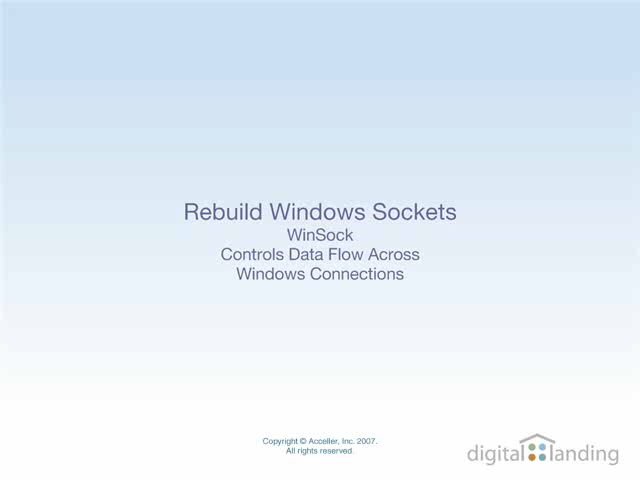 Rebuild Windows Sockets
WinSock
Controls Data Flow Across
Windows Connections
Copyright © Acceller, Inc. 2007.
All rights reserved.
digital landing